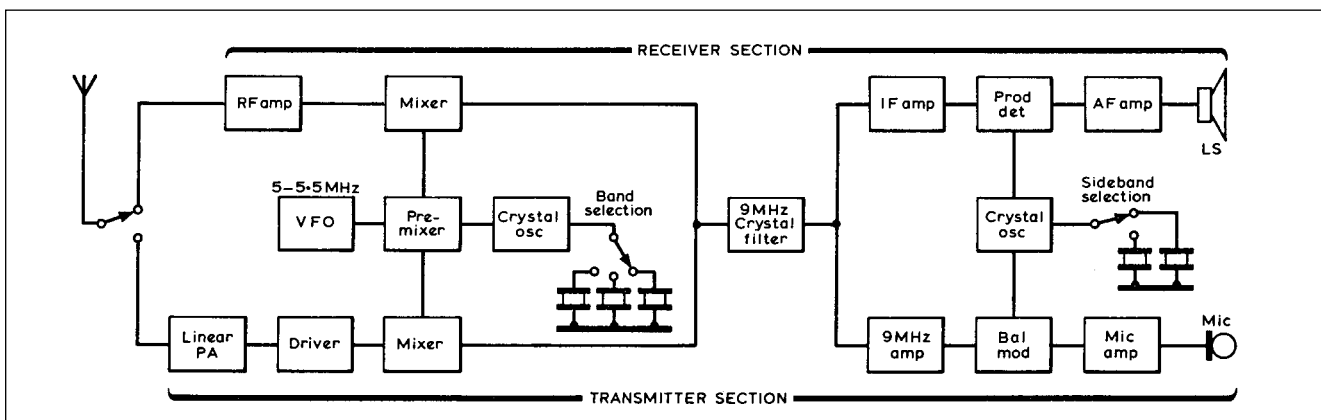 RECEIVER SECTION
RF amp
Mixer
IF amp
Prod
det
AF amp
LS
5–5·5MHz
VFO
Pre-
mixer
Crystal
osc
Band
selection
9MHz
Crystal
filter
Crystal
osc
Sideband
selection
Linear
PA
Driver
Mixer
9MHz
amp
Bal
mod
Mic
amp
Mic
TRANSMITTER SECTION